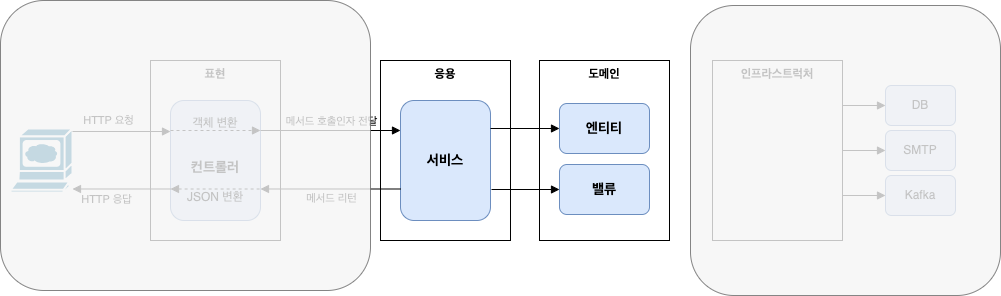 표현
응용
도메인
인프라스트럭처
HTTP 요청
객체 변환
메서드 호출인자 전달
컨트롤러
JSON 변환
HTTP 응답
메서드 리턴
서비스
엔티티
밸류
DB
SMTP
Kafka